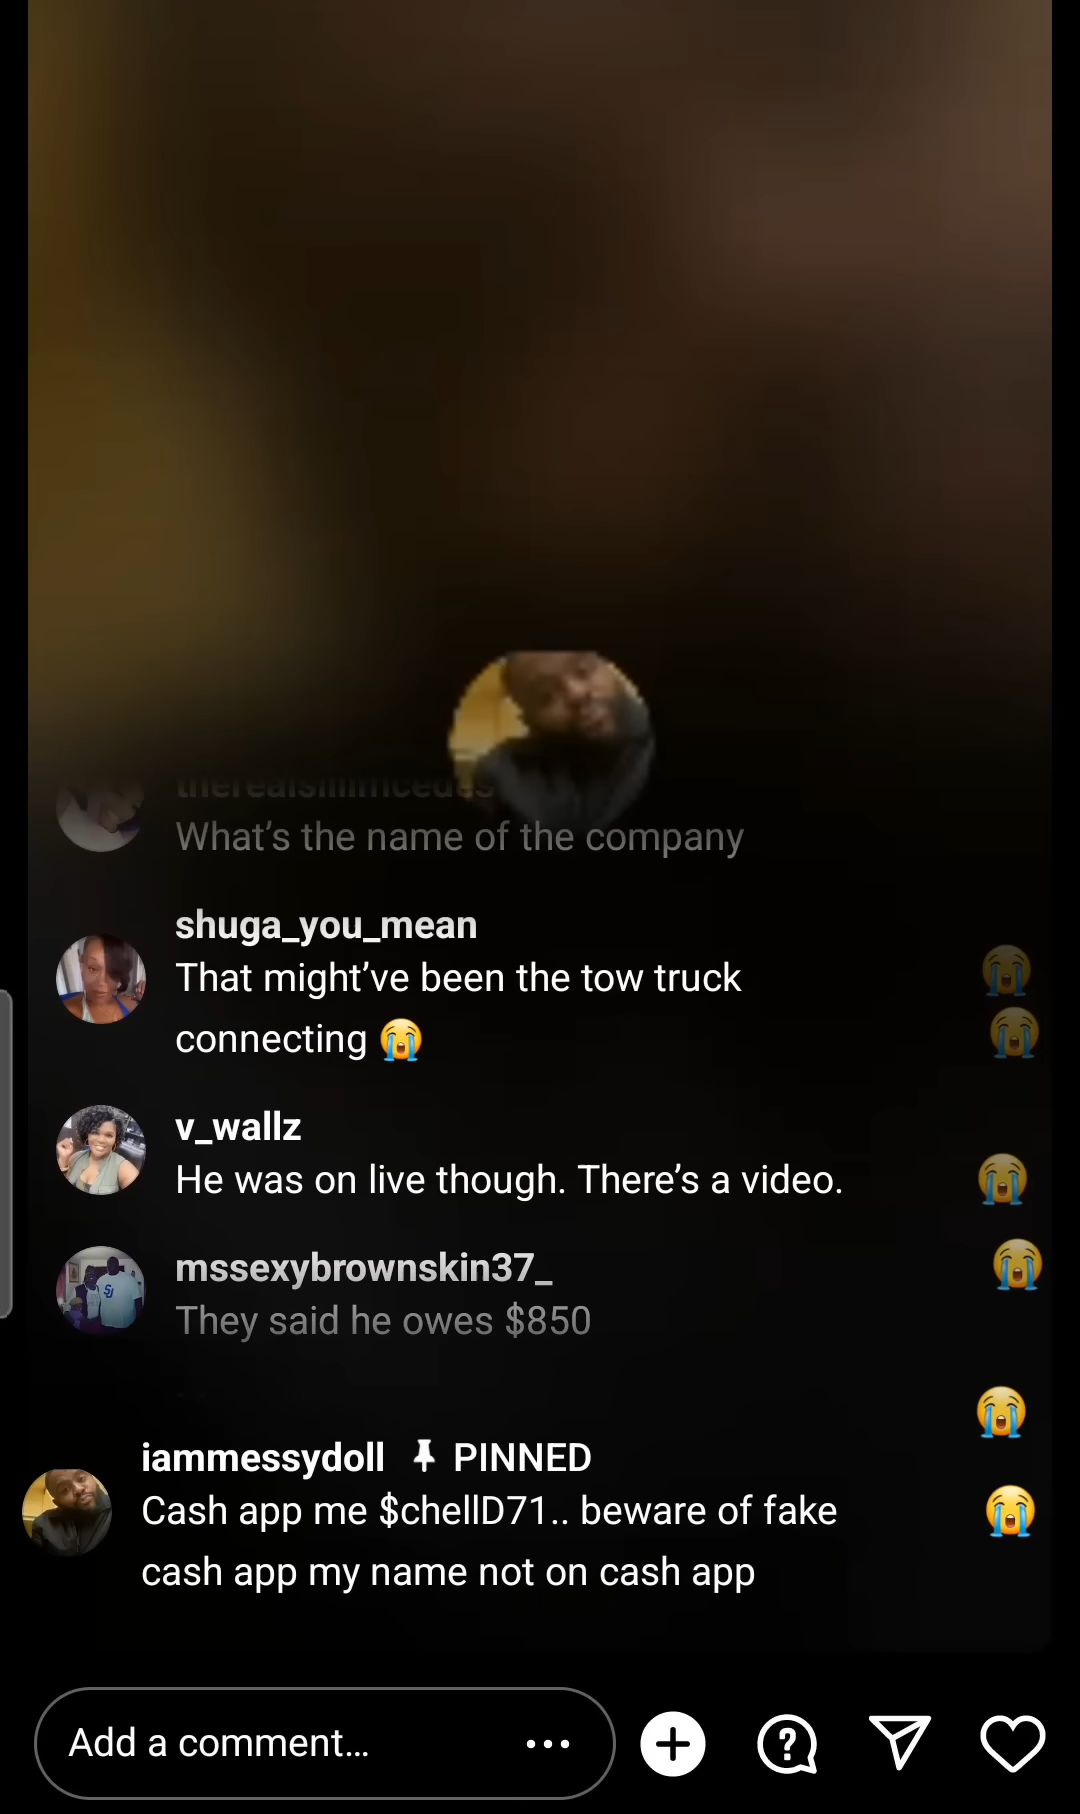 What's the name of the company
shuga_you_mean
That might've been the tow truck
connecting 😭
v_wallz
He was on live though. There's a video.
mssexybrownskin37_
They said he owes $850
iammessydoll PINNED
Cash app me $chellD71.. beware of fake
cash app my name not on cash app
Add a comment...